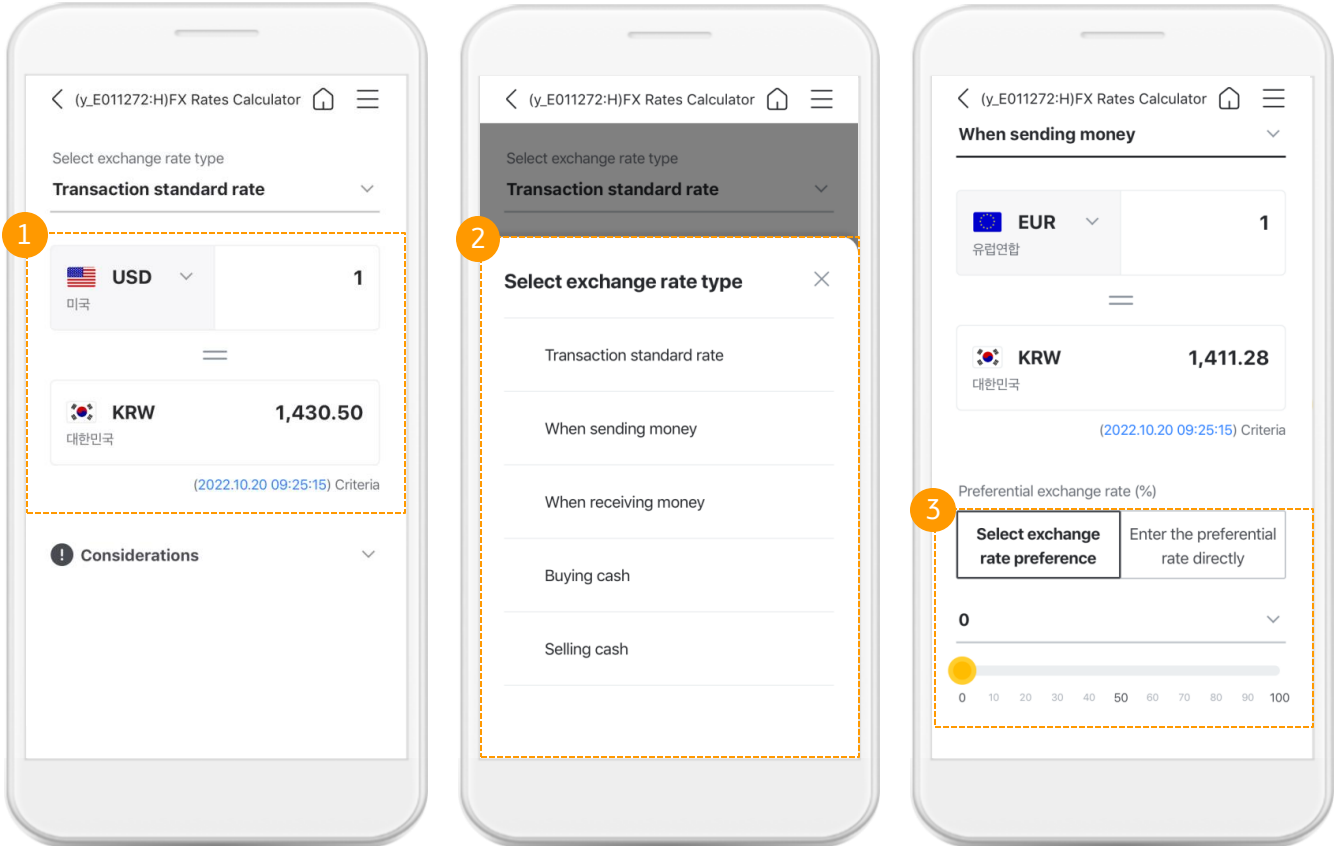 (y_E011272:H)FX Rates Calculator
Select exchange rate type
Transaction standard rate
1
USD
1
미국
KRW
1,430.50
대한민국
(2022.10.20 09:25:15) Criteria
! Considerations
(y_E011272:H)FX Rates Calculator
Select exchange rate type
Transaction standard rate
2
Select exchange rate type
Transaction standard rate
When sending money
When receiving money
Buying cash
Selling cash
(y_E011272:H)FX Rates Calculator
When sending money
EUR
1
유럽연합
KRW
1,411.28
대한민국
(2022.10.20 09:25:15) Criteria
Preferential exchange rate (%)
3
Select exchange
rate preference
Enter the preferential
rate directly
0
0 10 20 30 40 50 60 70 80 90 100